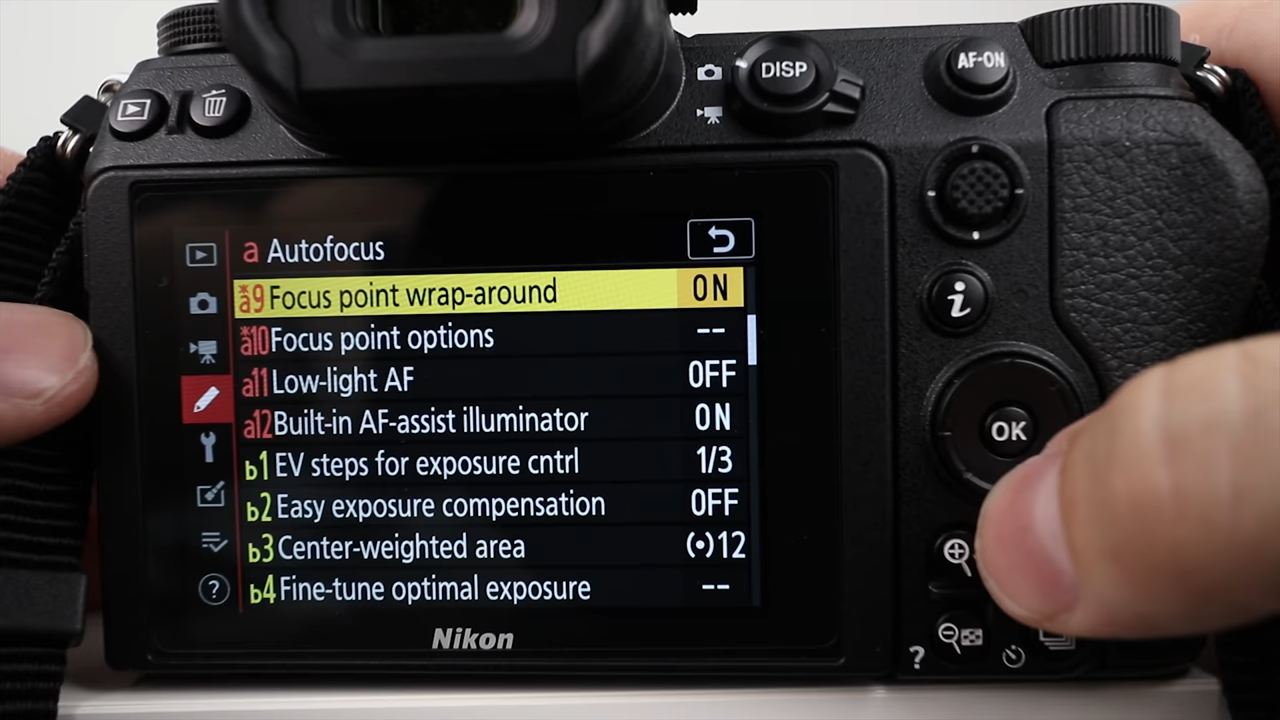 DISP
AF-ON
a Autofocus
*a9 Focus point wrap-around ON
*a10 Focus point options --
a11 Low-light AF OFF
a12 Built-in AF-assist illuminator ON
b1 EV steps for exposure cntrl 1/3
b2 Easy exposure compensation OFF
b3 Center-weighted area (•)12
b4 Fine-tune optimal exposure --
?
i
OK
Nikon
?